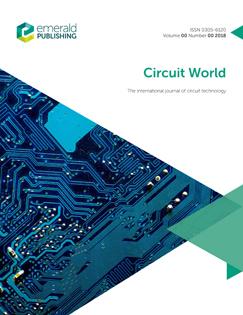 emerald
PUBLISHING
ISSN 0305-6120
Volume 00 Number 00 2018
Circuit World
The international journal of circuit technology